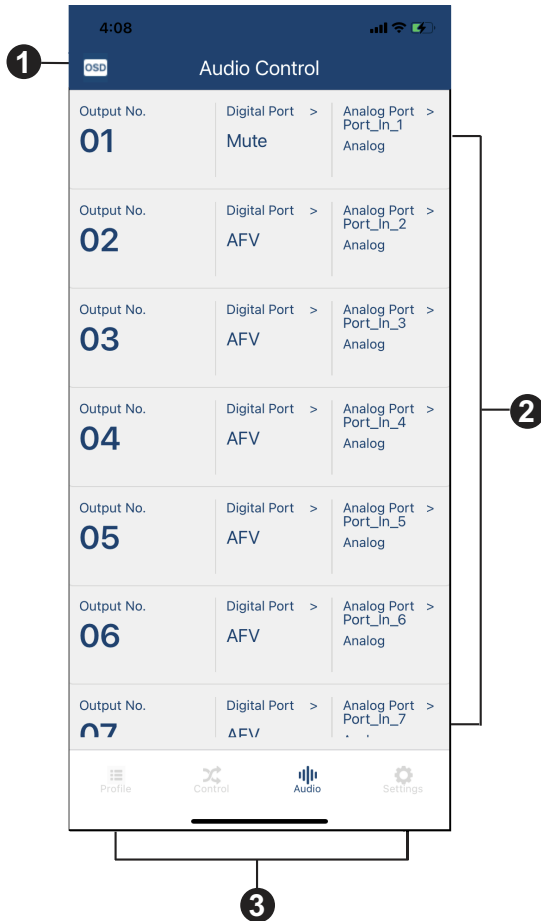 4:08
1
OSD
Audio Control
Output No.
01
Digital Port >
Mute
Analog Port >
Port_In_1
Analog
Output No.
02
Digital Port >
AFV
Analog Port >
Port_In_2
Analog
Output No.
03
Digital Port >
AFV
Analog Port >
Port_In_3
Analog
2
Output No.
04
Digital Port >
AFV
Analog Port >
Port_In_4
Analog
Output No.
05
Digital Port >
AFV
Analog Port >
Port_In_5
Analog
Output No.
06
Digital Port >
AFV
Analog Port >
Port_In_6
Analog
Output No.
07
Digital Port >
AFV
Analog Port >
Port_In_7
Profile
Control
Audio
Settings
3